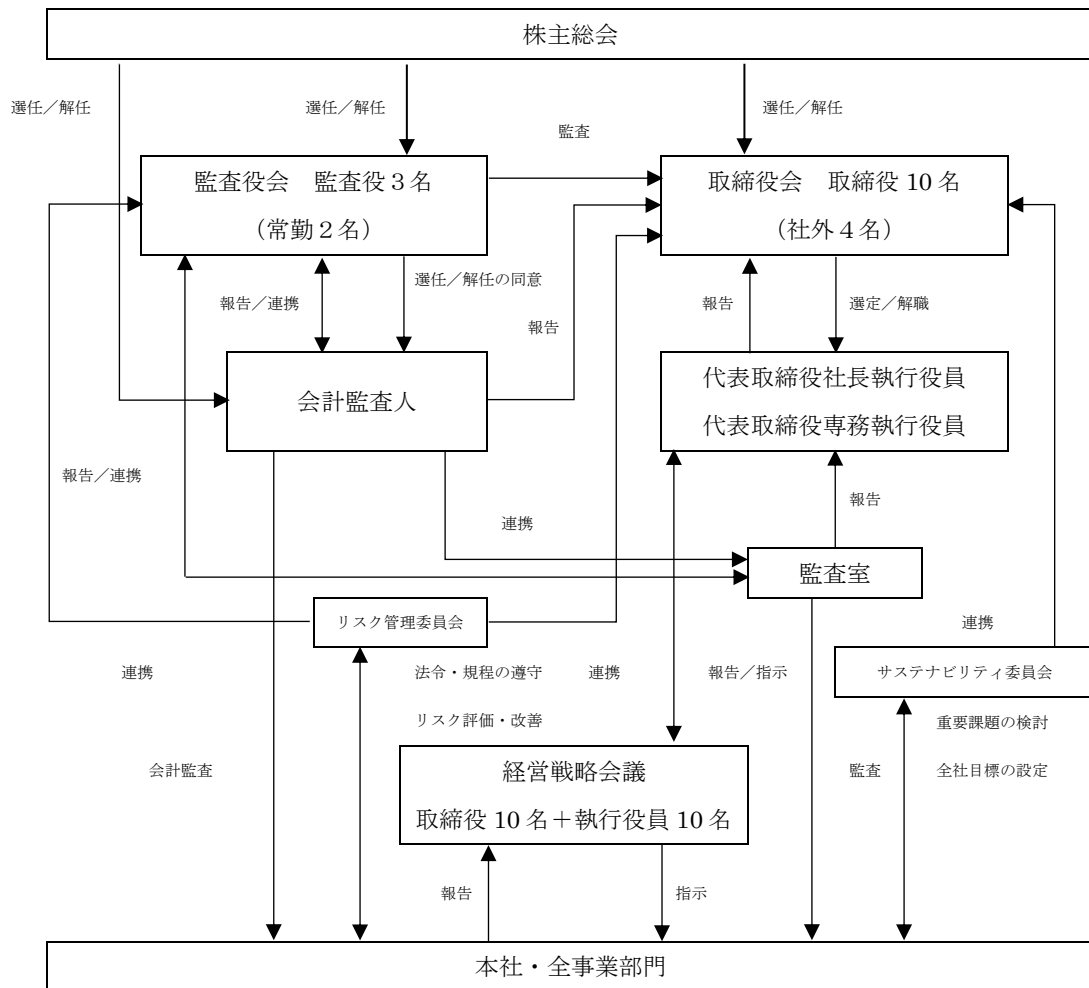 株主総会
選任／解任
選任／解任
選任／解任
監査
監査役会　監査役３名
（常勤２名）
取締役会　取締役 10 名
（社外４名）
報告／連携
選任／解任の同意
報告
報告
選定／解職
会計監査人
代表取締役社長執行役員
代表取締役専務執行役員
報告／連携
連携
報告
監査室
リスク管理委員会
連携
連携
法令・規程の遵守
リスク評価・改善
連携
報告／指示
サステナビリティ委員会
重要課題の検討
全社目標の設定
会計監査
経営戦略会議
取締役 10 名＋執行役員 10 名
監査
報告
指示
本社・全事業部門